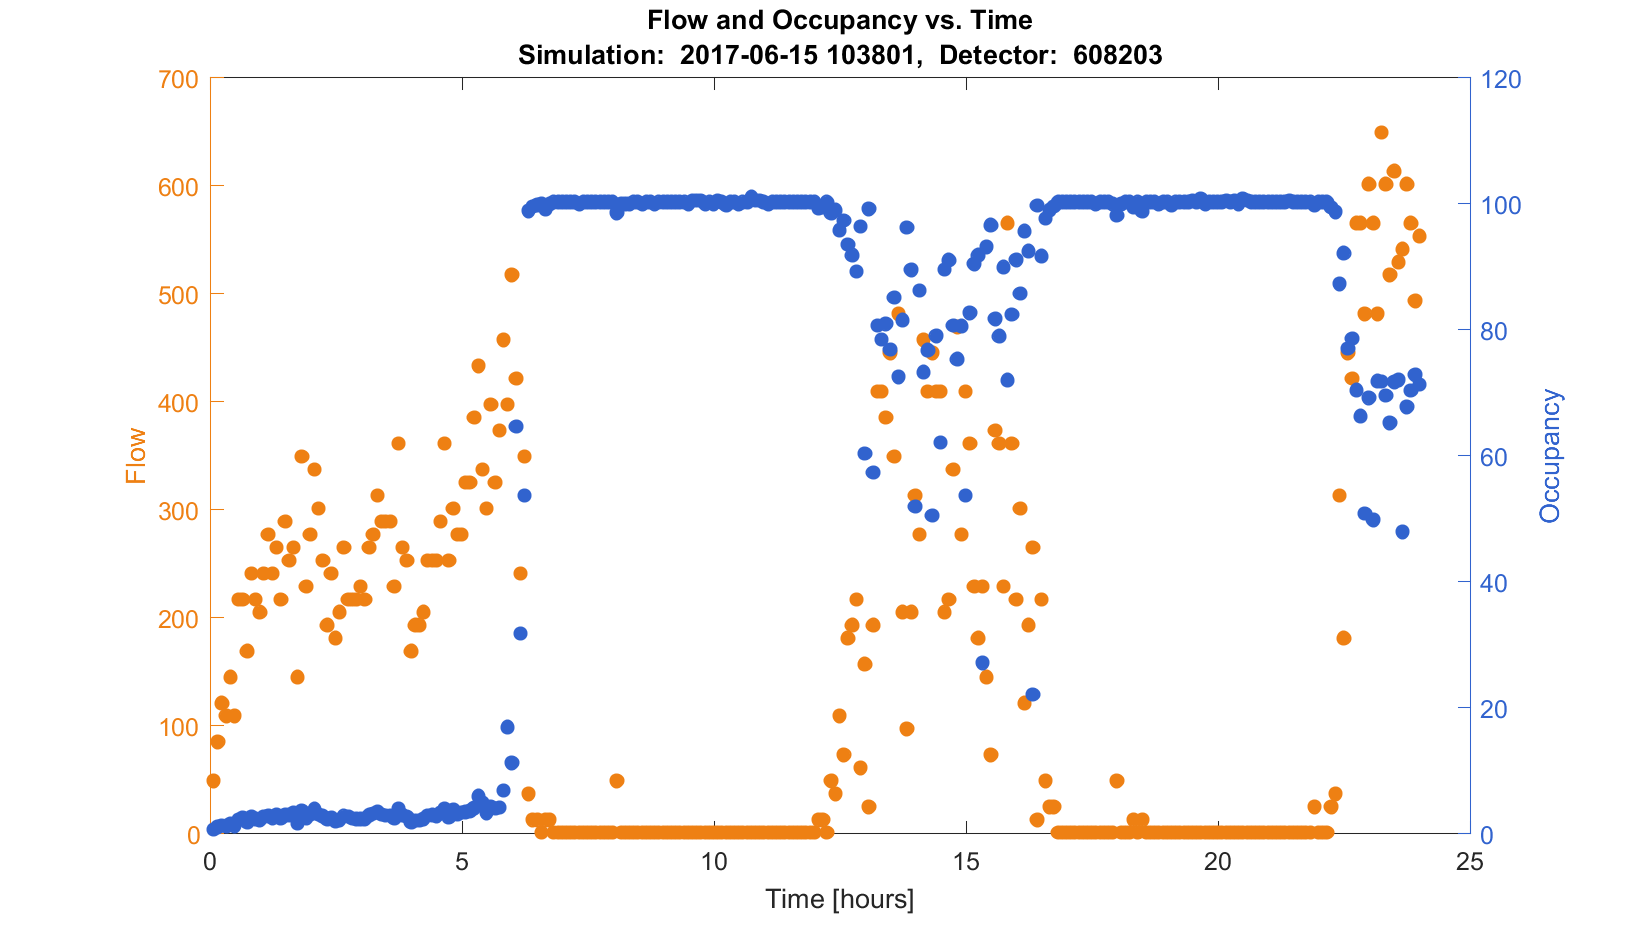 Flow and Occupancy vs. Time
Simulation:  2017-06-15 103801,  Detector:  608203
700
600
500
400
300
200
100
0
Flow
120
100
80
60
40
20
0
Occupancy
0 5 10 15 20 25
Time [hours]